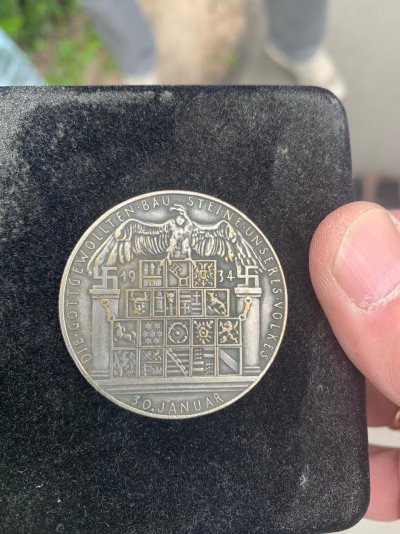 DIE·GOTTGEWOLLTEN·BAUSTEINE·UNSERES·VOLKES
19 34
30.JANUAR